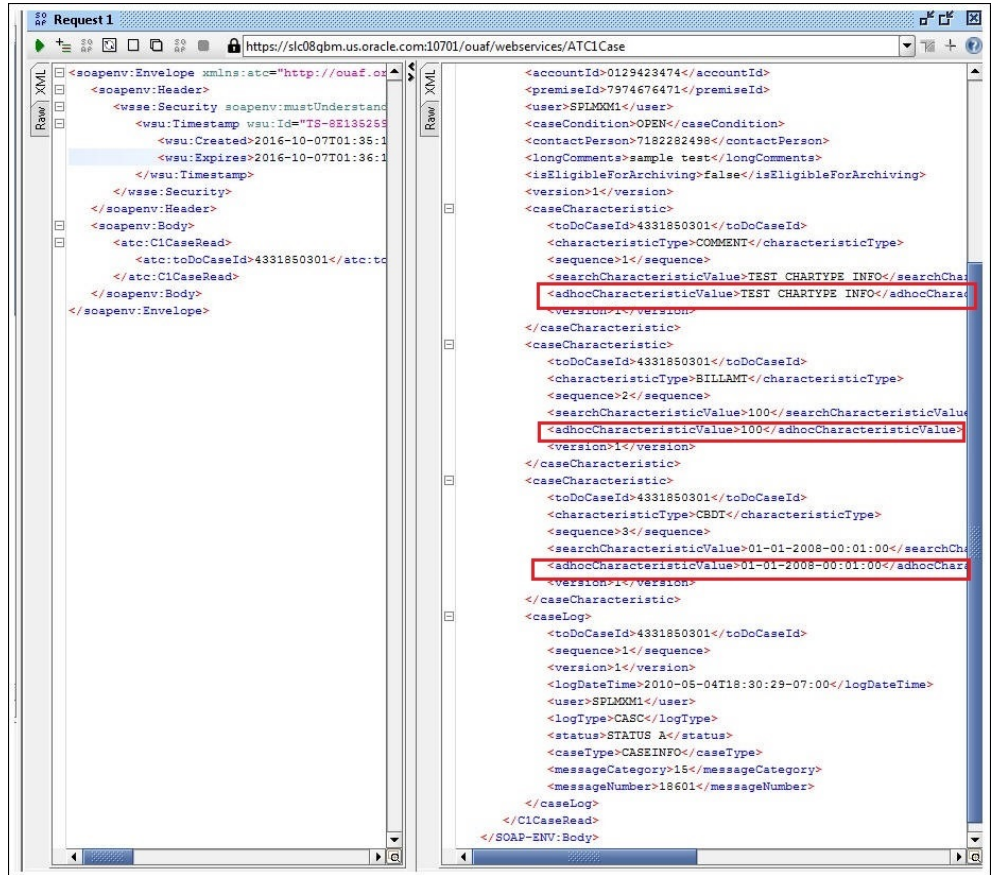 Request 1
https://slc08qbm.us.oracle.com:10701/ouaf/webservices/ATC1Case
XML
Raw
<soapenv:Envelope xmlns:atc="http://ouaf.or
<soapenv:Header>
<wsse:Security soapenv:mustUnderstand
<wsu:Timestamp wsu:Id="TS-8E135259
<wsu:Created>2016-10-07T01:35:1
<wsu:Expires>2016-10-07T01:36:1
</wsu:Timestamp>
</wsse:Security>
</soapenv:Header>
<soapenv:Body>
<atc:C1CaseRead>
<atc:toDoCaseId>4331850301</atc:to
</atc:C1CaseRead>
</soapenv:Body>
</soapenv:Envelope>
XML
Raw
<accountId>0129423474</accountId>
<premiseId>7974676471</premiseId>
<user>SPLMXM1</user>
<caseCondition>OPEN</caseCondition>
<contactPerson>7182282498</contactPerson>
<longComments>sample test</longComments>
<isEligibleForArchiving>false</isEligibleForArchiving>
<version>1</version>
<caseCharacteristic>
<toDoCaseId>4331850301</toDoCaseId>
<characteristicType>COMMENT</characteristicType>
<sequence>1</sequence>
<searchCharacteristicValue>TEST CHARTYPE INFO</searchChar
<adhocCharacteristicValue>TEST CHARTYPE INFO</adhocCharac
<version>1</version>
</caseCharacteristic>
<caseCharacteristic>
<toDoCaseId>4331850301</toDoCaseId>
<characteristicType>BILLAMT</characteristicType>
<sequence>2</sequence>
<searchCharacteristicValue>100</searchCharacteristicValue
<adhocCharacteristicValue>100</adhocCharacteristicValue>
<version>1</version>
</caseCharacteristic>
<caseCharacteristic>
<toDoCaseId>4331850301</toDoCaseId>
<characteristicType>CBDT</characteristicType>
<sequence>3</sequence>
<searchCharacteristicValue>01-01-2008-00:01:00</searchCha
<adhocCharacteristicValue>01-01-2008-00:01:00</adhocChara
<version>1</version>
</caseCharacteristic>
<caseLog>
<toDoCaseId>4331850301</toDoCaseId>
<sequence>1</sequence>
<version>1</version>
<logDateTime>2010-05-04T18:30:29-07:00</logDateTime>
<user>SPLMXM1</user>
<logType>CASC</logType>
<status>STATUS A</status>
<caseType>CASEINFO</caseType>
<messageCategory>15</messageCategory>
<messageNumber>18601</messageNumber>
</caseLog>
</C1CaseRead>
</SOAP-ENV:Body>